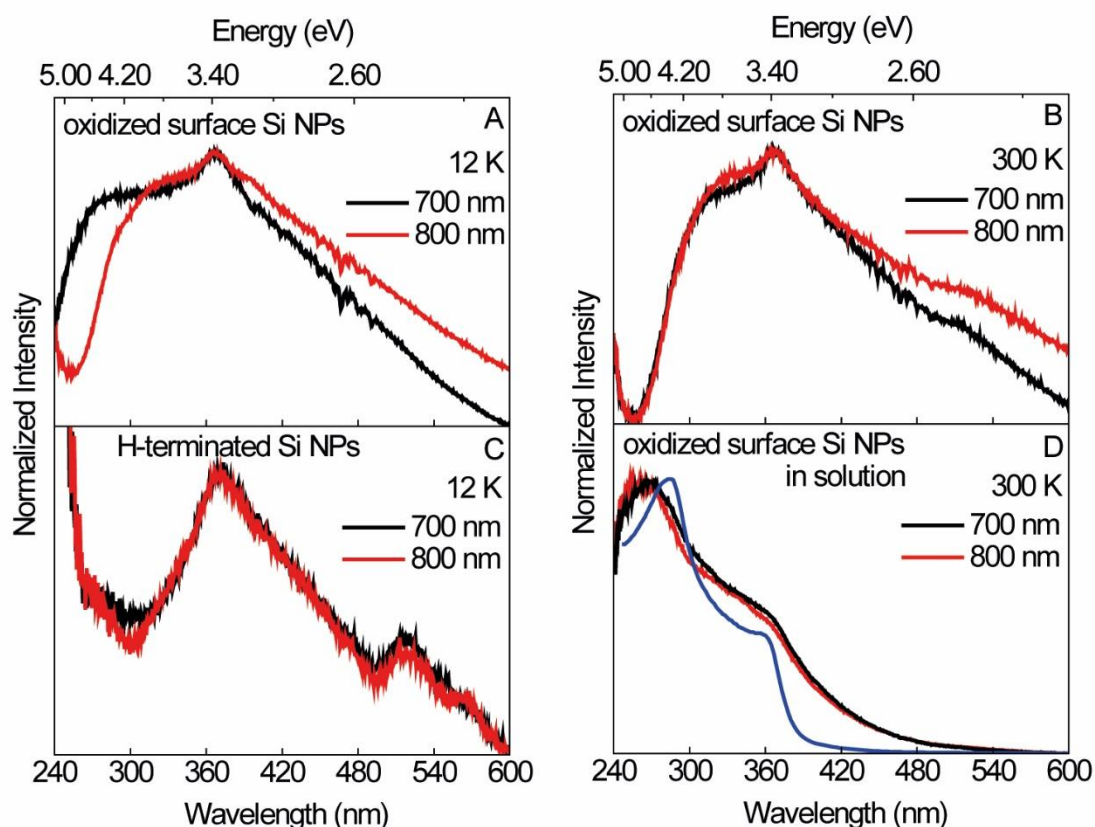 Energy (eV)
5.00 4.20 3.40 2.60
A
oxidized surface Si NPs
12 K
700 nm
800 nm
Energy (eV)
5.00 4.20 3.40 2.60
B
oxidized surface Si NPs
300 K
700 nm
800 nm
Normalized Intensity
C
H-terminated Si NPs
12 K
700 nm
800 nm
240 300 360 420 480 540 600
Wavelength (nm)
Normalized Intensity
oxidized surface Si NPs D
in solution
300 K
700 nm
800 nm
240 300 360 420 480 540 600
Wavelength (nm)